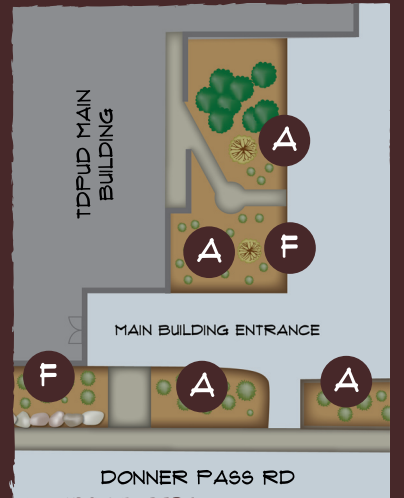 TDPUD MAIN
BUILDING
A
A
F
MAIN BUILDING ENTRANCE
F
A
A
DONNER PASS RD